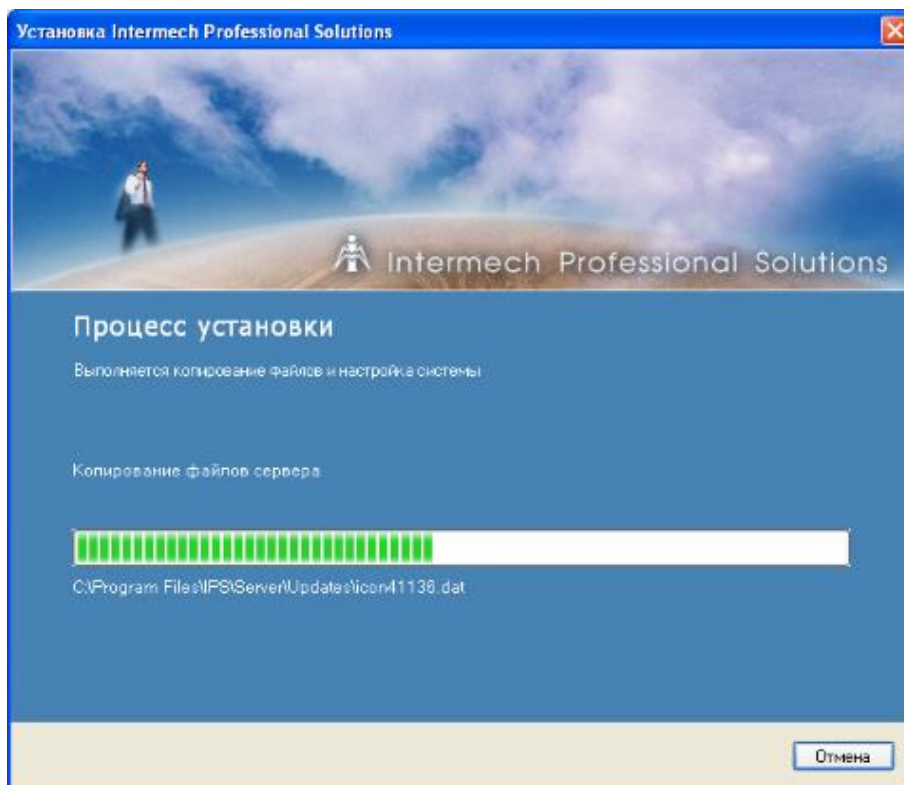 Установка Intermech Professional Solutions
Intermech Professional Solutions
Процесс установки
Выполняется копирование файлов и настройка системы
Копирование файлов сервера
C:\Program Files\IPS\Server\Updates\icon41136.dat
Отмена